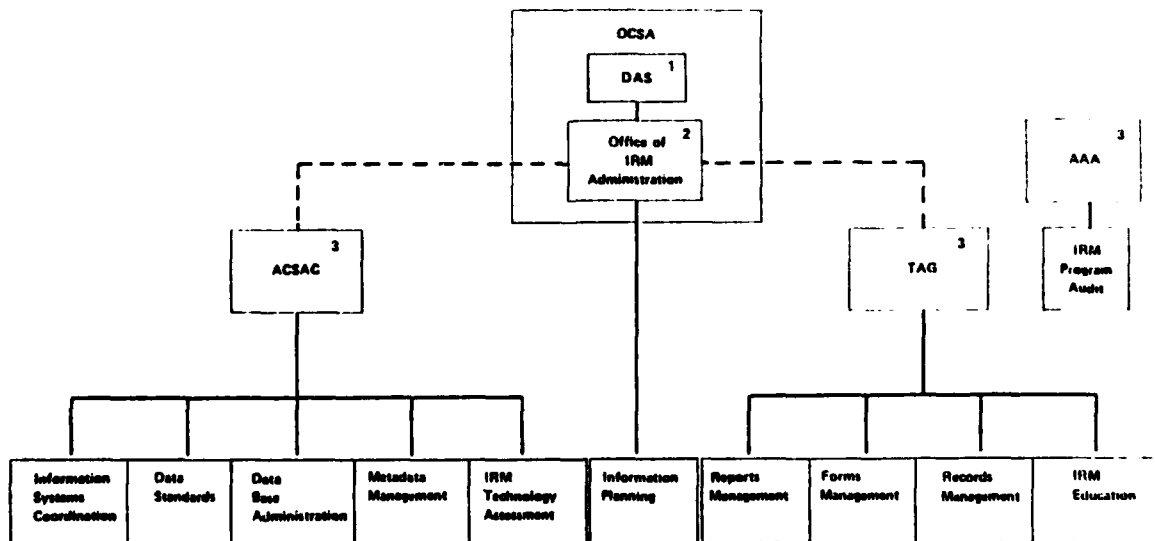 OCSA
1
DAS
2
Office of
IRM
Administration
3
AAA
3
ACSAC
3
TAG
IRM
Program
Audit
Information
Systems
Coordination
Data
Standards
Data
Base
Administration
Metadata
Management
IRM
Technology
Assessment
Information
Planning
Reports
Management
Forms
Management
Records
Management
IRM
Education